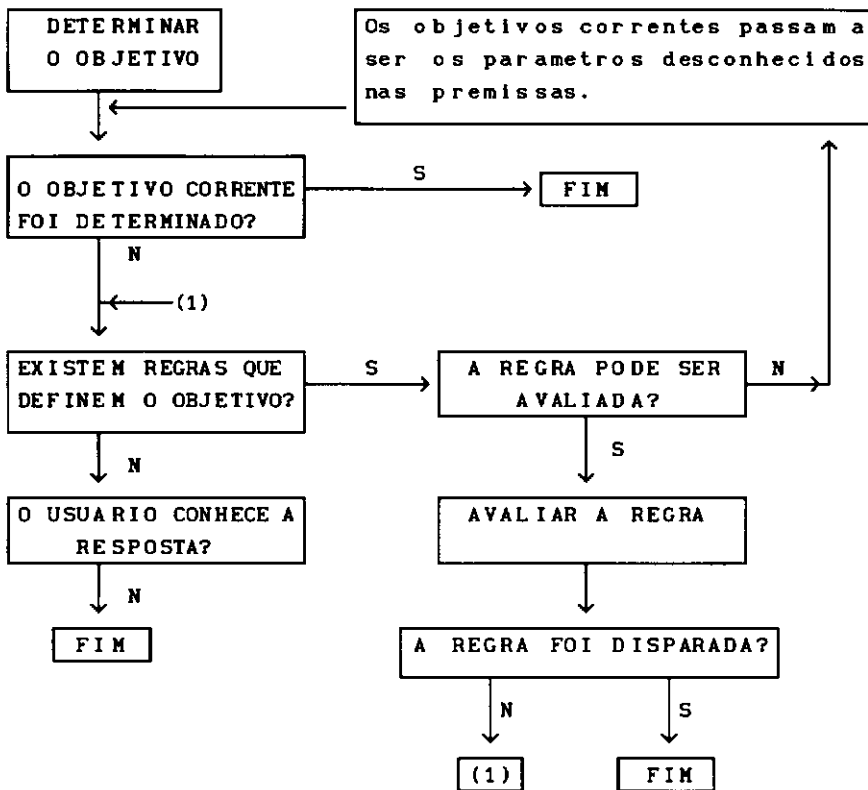 DETERMINAR
O OBJETIVO
Os objetivos correntes passam a
ser os parametros desconhecidos
nas premissas.
O OBJETIVO CORRENTE
FOI DETERMINADO?
S
FIM
N
(1)
EXISTEM REGRAS QUE
DEFINEM O OBJETIVO?
S
A REGRA PODE SER
AVALIADA?
N
N
S
O USUARIO CONHECE A
RESPOSTA?
AVALIAR A REGRA
N
FIM
A REGRA FOI DISPARADA?
N
S
(1)
FIM